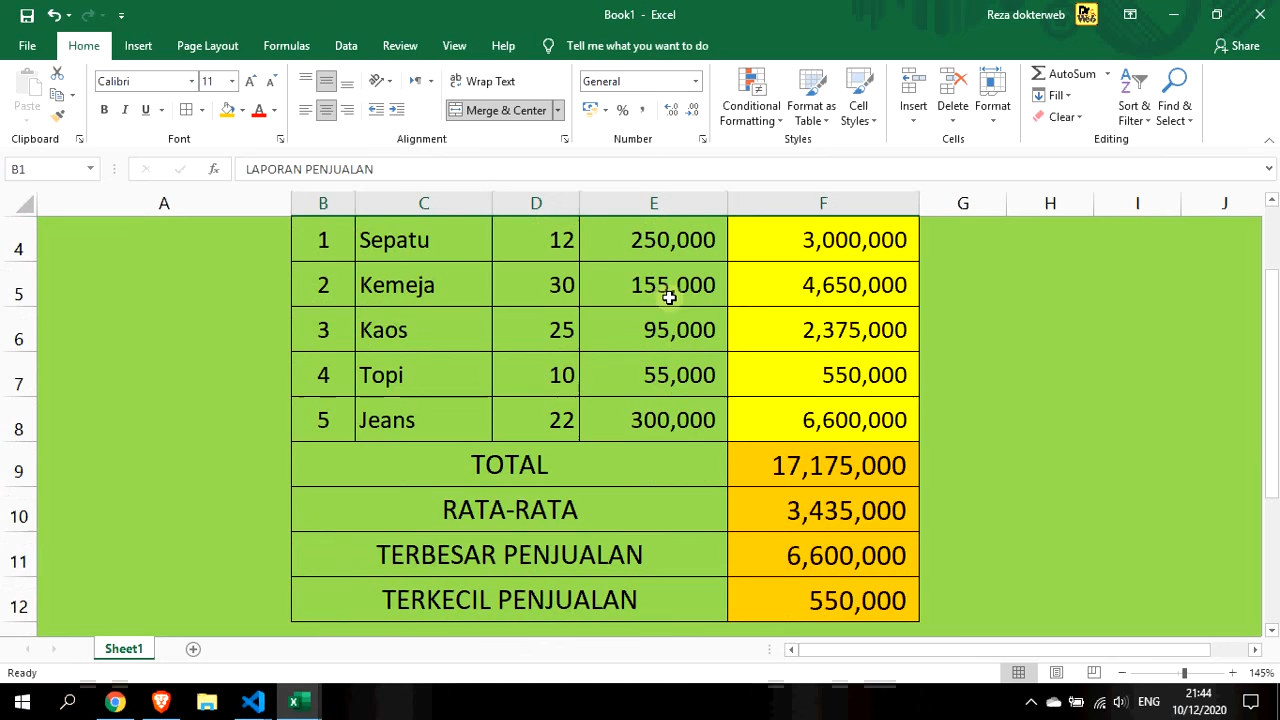 Book1 - Excel
Reza dokterweb
File Home Insert Page Layout Formulas Data Review View Help Tell me what you want to do Share
Paste
Calibri 11
B I U
Wrap Text
Merge & Center
General
Conditional Formatting
Format as Table
Cell Styles
Insert Delete Format
AutoSum
Fill
Clear
Sort & Filter
Find & Select
Clipboard Font Alignment Number Styles Cells Editing
B1 fx LAPORAN PENJUALAN
A B C D E F G H I J
4 1 Sepatu 12 250,000 3,000,000
5 2 Kemeja 30 155,000 4,650,000
6 3 Kaos 25 95,000 2,375,000
7 4 Topi 10 55,000 550,000
8 5 Jeans 22 300,000 6,600,000
9 TOTAL 17,175,000
10 RATA-RATA 3,435,000
11 TERBESAR PENJUALAN 6,600,000
12 TERKECIL PENJUALAN 550,000
Sheet1
Ready 145%
ENG 21:44
10/12/2020